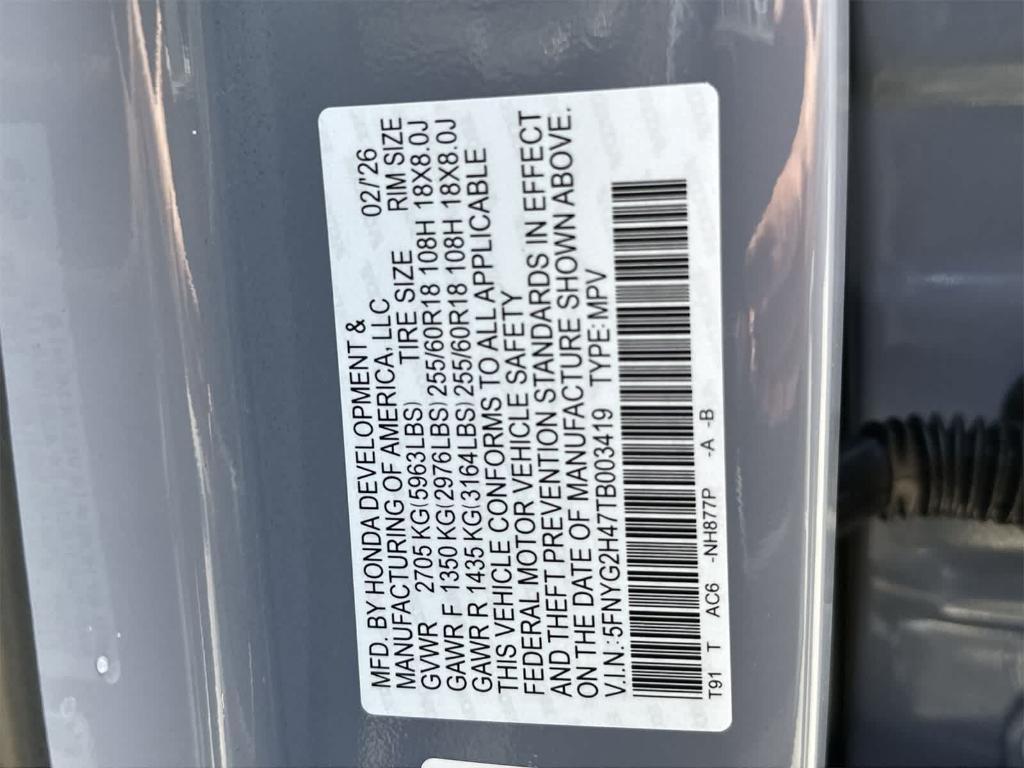 MFD. BY HONDA DEVELOPMENT &
MANUFACTURING OF AMERICA, LLC 02/'26
GVWR 2705 KG(5963LBS) TIRE SIZE RIM SIZE
GAWR F 1350 KG(2976LBS) 255/60R18 108H 18X8.0J
GAWR R 1435 KG(3164LBS) 255/60R18 108H 18X8.0J
THIS VEHICLE CONFORMS TO ALL APPLICABLE
FEDERAL MOTOR VEHICLE SAFETY
AND THEFT PREVENTION STANDARDS IN EFFECT
ON THE DATE OF MANUFACTURE SHOWN ABOVE.
V.I.N.: 5FNYG2H47TB003419 TYPE: MPV
T91 T AC6 -NH877P -A -B